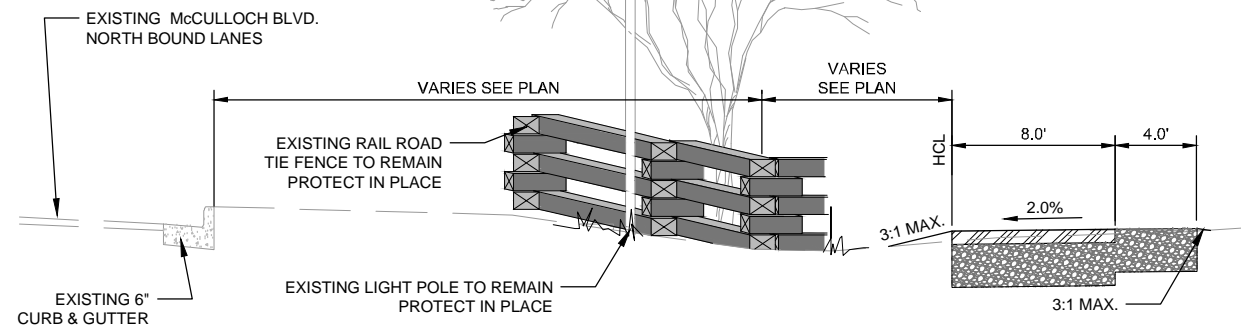 EXISTING McCULLOCH BLVD.
NORTH BOUND LANES
VARIES SEE PLAN
VARIES
SEE PLAN
EXISTING RAIL ROAD
TIE FENCE TO REMAIN
PROTECT IN PLACE
HCL
8.0'
4.0'
2.0%
3:1 MAX.
EXISTING 6"
CURB & GUTTER
EXISTING LIGHT POLE TO REMAIN
PROTECT IN PLACE
3:1 MAX.